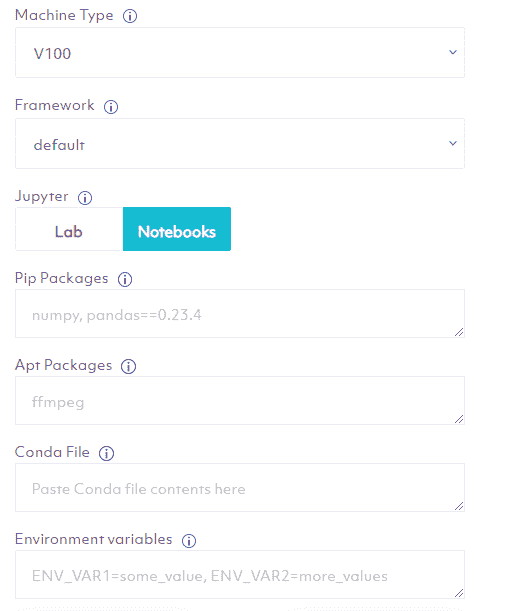 Machine Type
V100
Framework
default
Jupyter
Lab Notebooks
Pip Packages
numpy, pandas==0.23.4
Apt Packages
ffmpeg
Conda File
Paste Conda file contents here
Environment variables
ENV_VAR1=some_value, ENV_VAR2=more_values